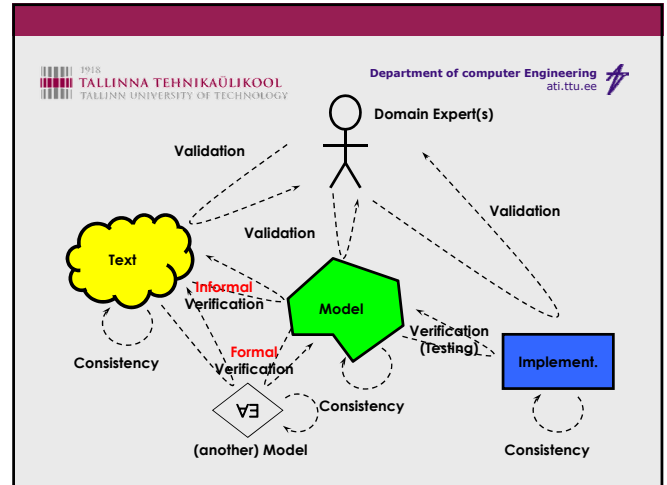 1918
TALLINNA TEHNIKAÜLIKOOL
TALLINN UNIVERSITY OF TECHNOLOGY
Department of computer Engineering
ati.ttu.ee
Domain Expert(s)
Validation
Validation
Validation
Text
Informal
Verification
Model
Verification
(Testing)
Implement.
Formal
Verification
Consistency
Consistency
∀∃
(another) Model
Consistency